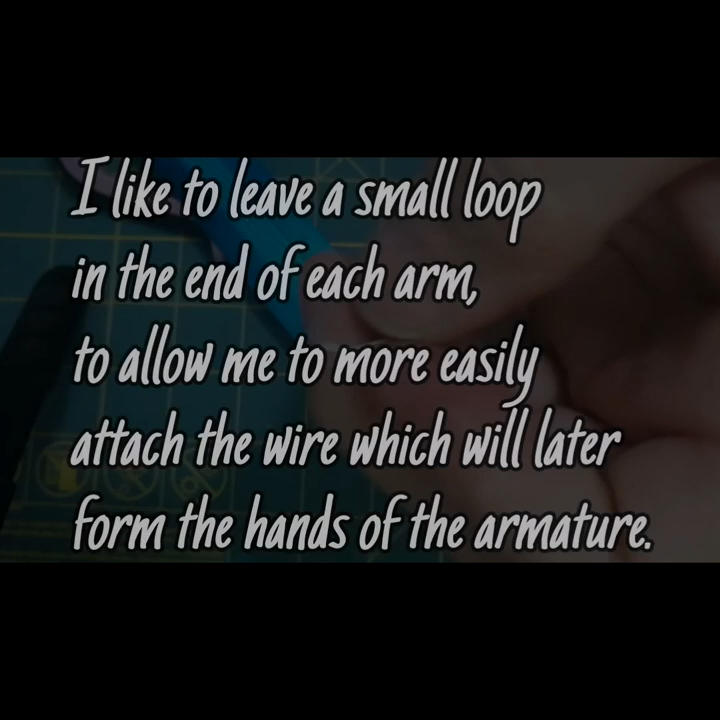 I like to leave a small loop
in the end of each arm,
to allow me to more easily
attach the wire which will later
form the hands of the armature.